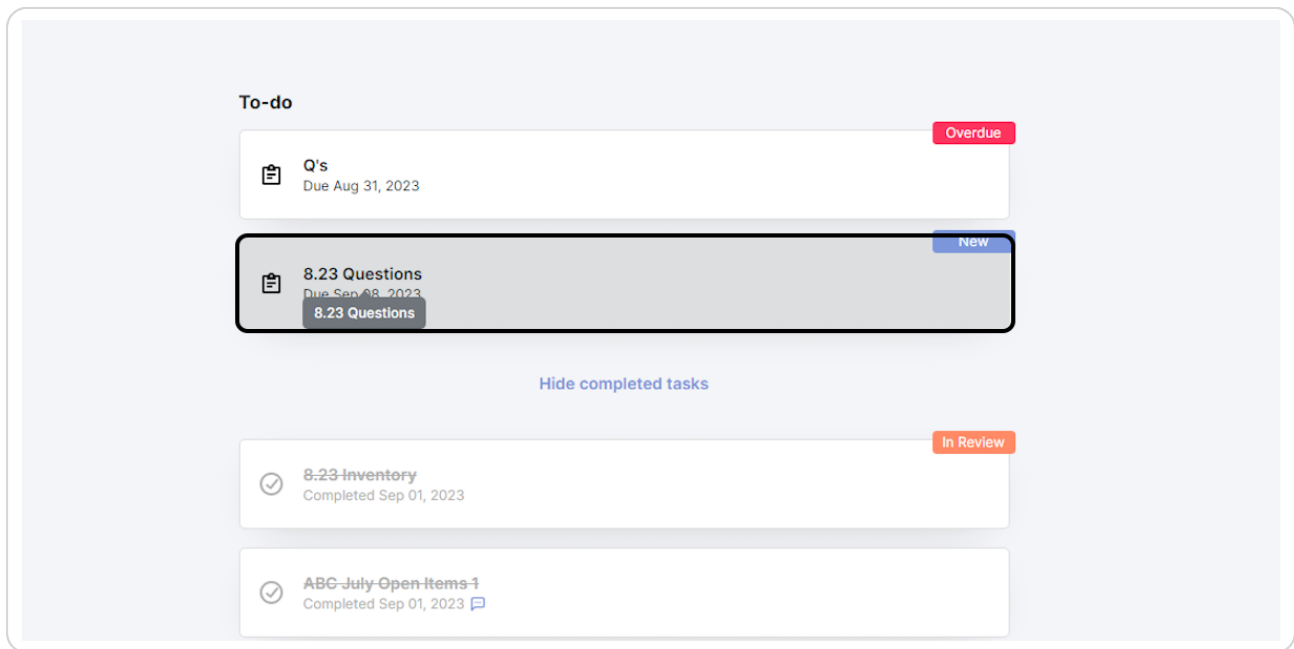 To-do
Overdue
Q's
Due Aug 31, 2023
New
8.23 Questions
Due Sep 08, 2023
8.23 Questions
Hide completed tasks
In Review
8.23 Inventory
Completed Sep 01, 2023
ABC July Open Items 1
Completed Sep 01, 2023